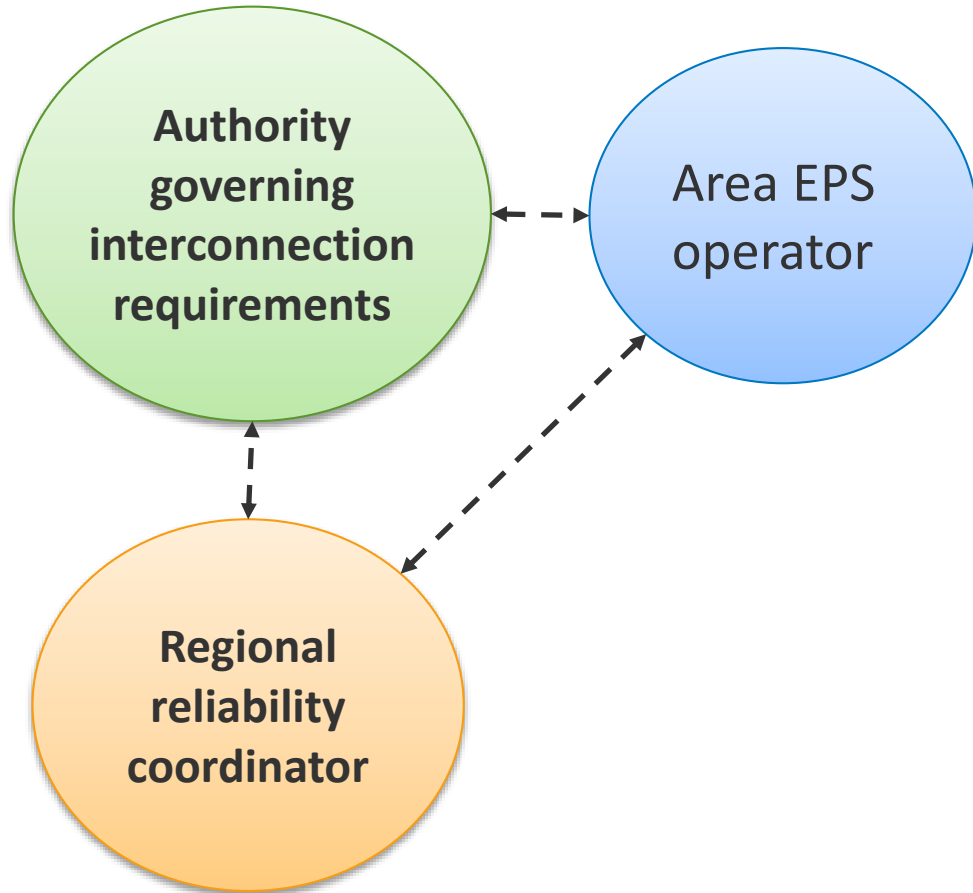 Authority
governing
interconnection
requirements
Area EPS
operator
Regional
reliability
coordinator